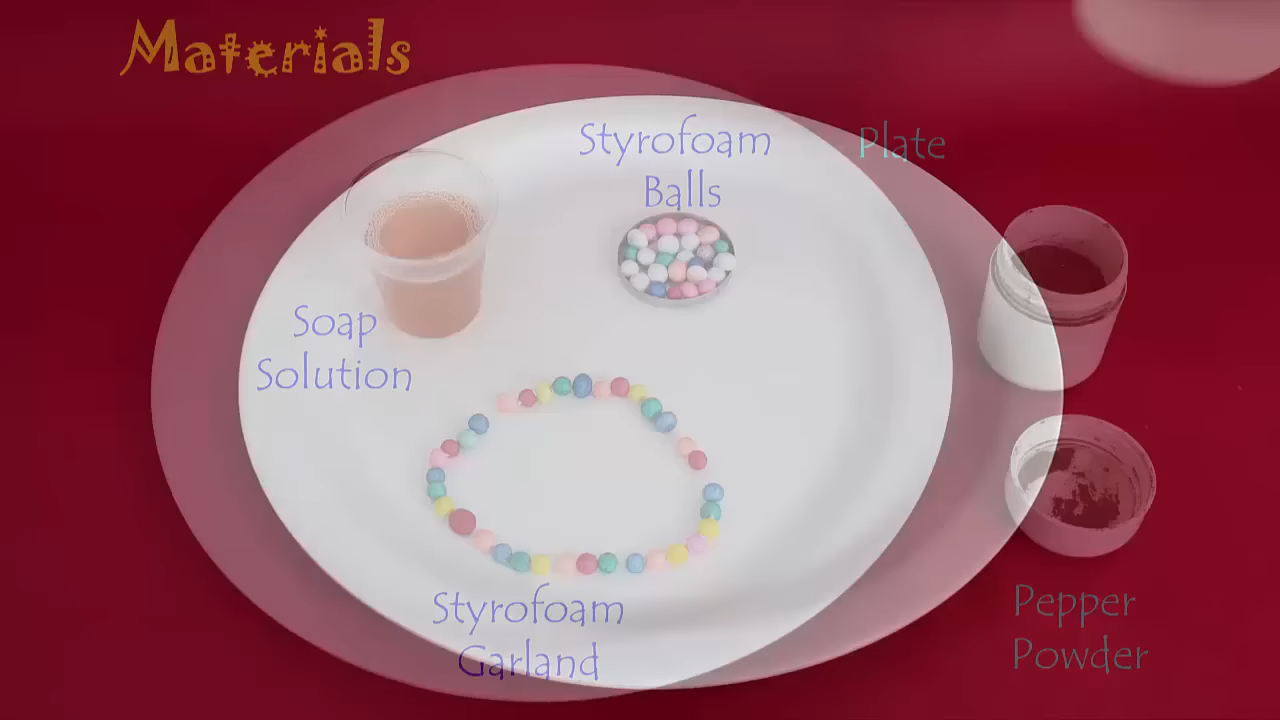 Materials
Styrofoam
Balls
Plate
Soap
Solution
Styrofoam
Garland
Pepper
Powder